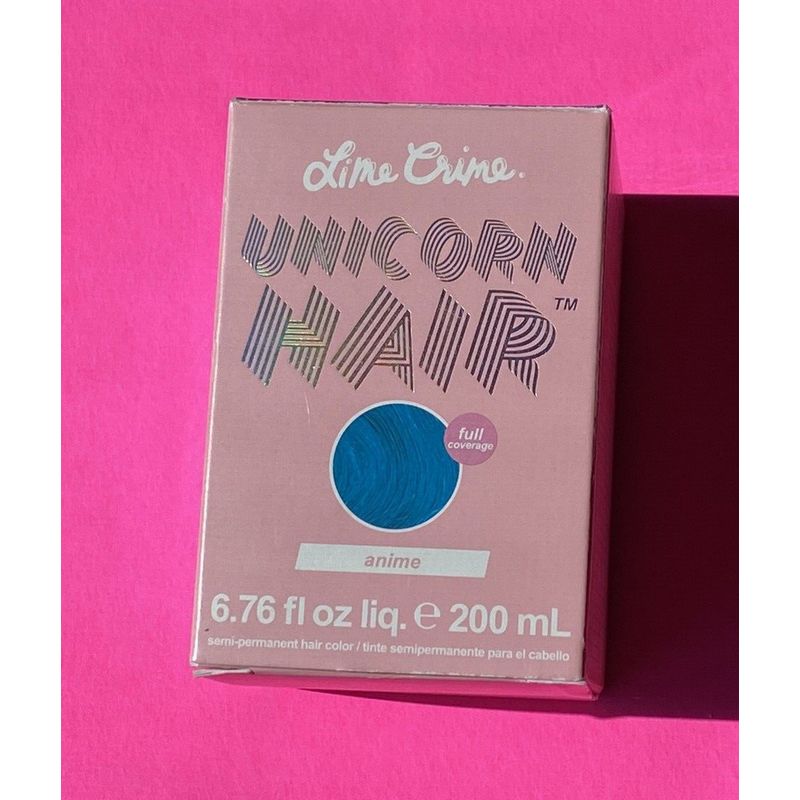 Lime Crime.
UNICORN
HAIR™
full
coverage
anime
6.76 fl oz liq. ℮ 200 mL
semi-permanent hair color / tinte semipermanente para el cabello